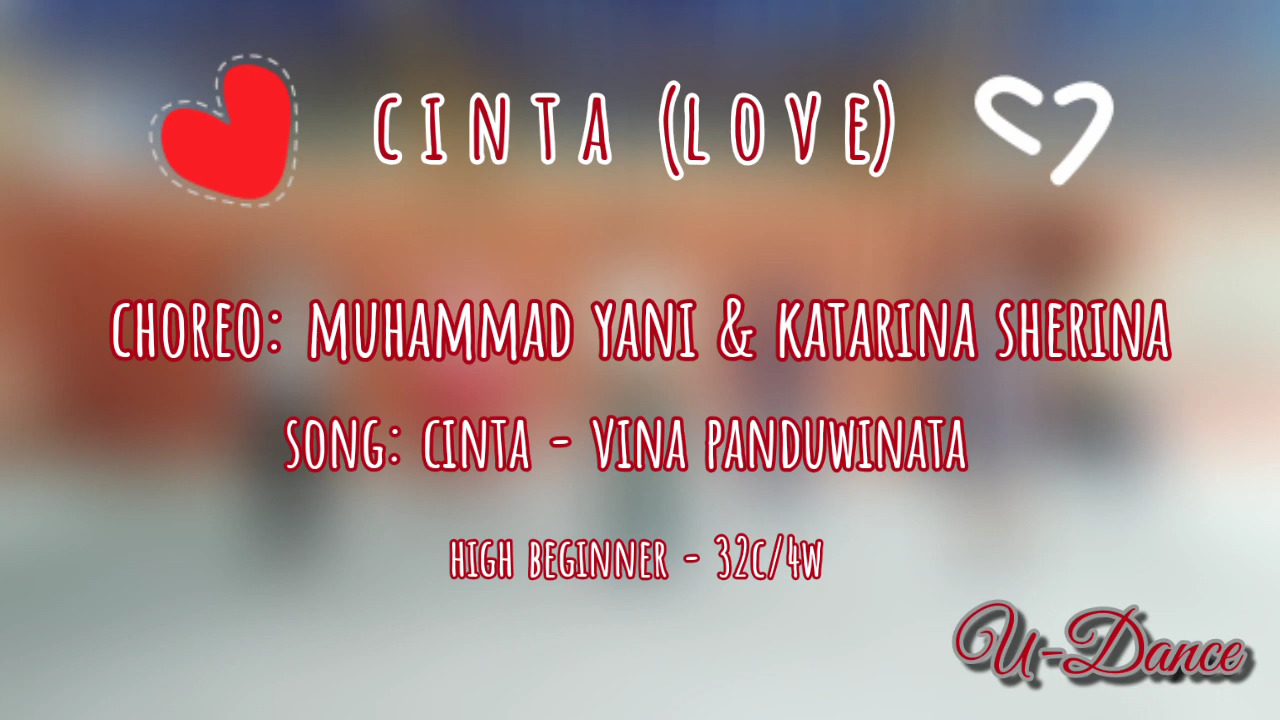 CINTA (LOVE)
CHOREO: MUHAMMAD YANI & KATARINA SHERINA
SONG: CINTA - VINA PANDUWINATA
HIGH BEGINNER - 32C/4W
U-Dance